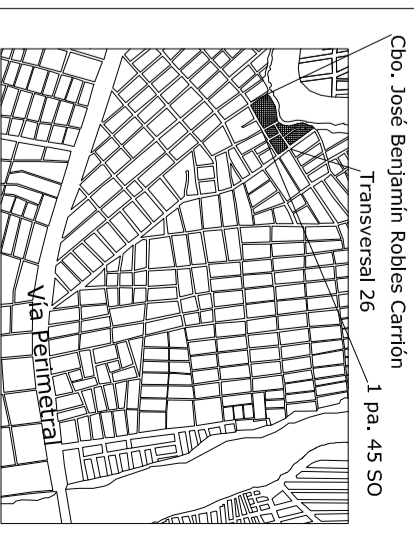 Cbo. José Benjamín Robles Carrión
Transversal 26
1 pa. 45 SO
Vía Perimetral